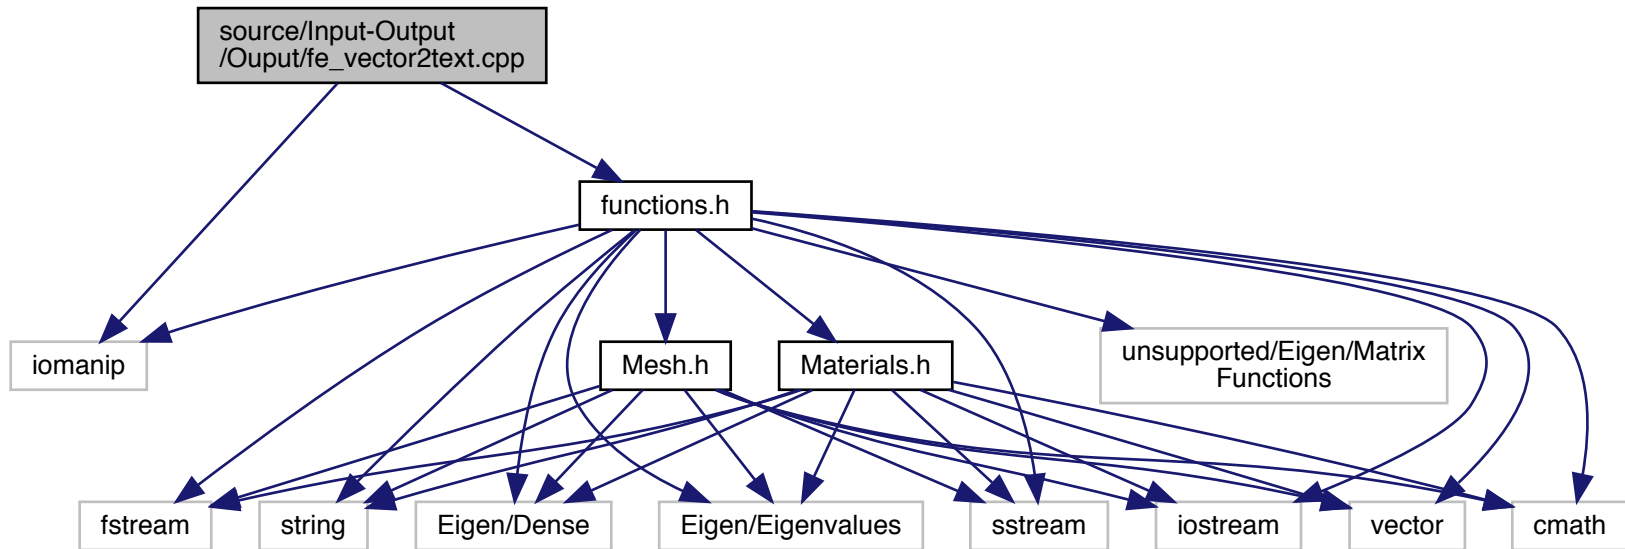 source/Input-Output
/Ouput/fe_vector2text.cpp
functions.h
iomanip
Mesh.h
Materials.h
unsupported/Eigen/Matrix
Functions
fstream
string
Eigen/Dense
Eigen/Eigenvalues
sstream
iostream
vector
cmath